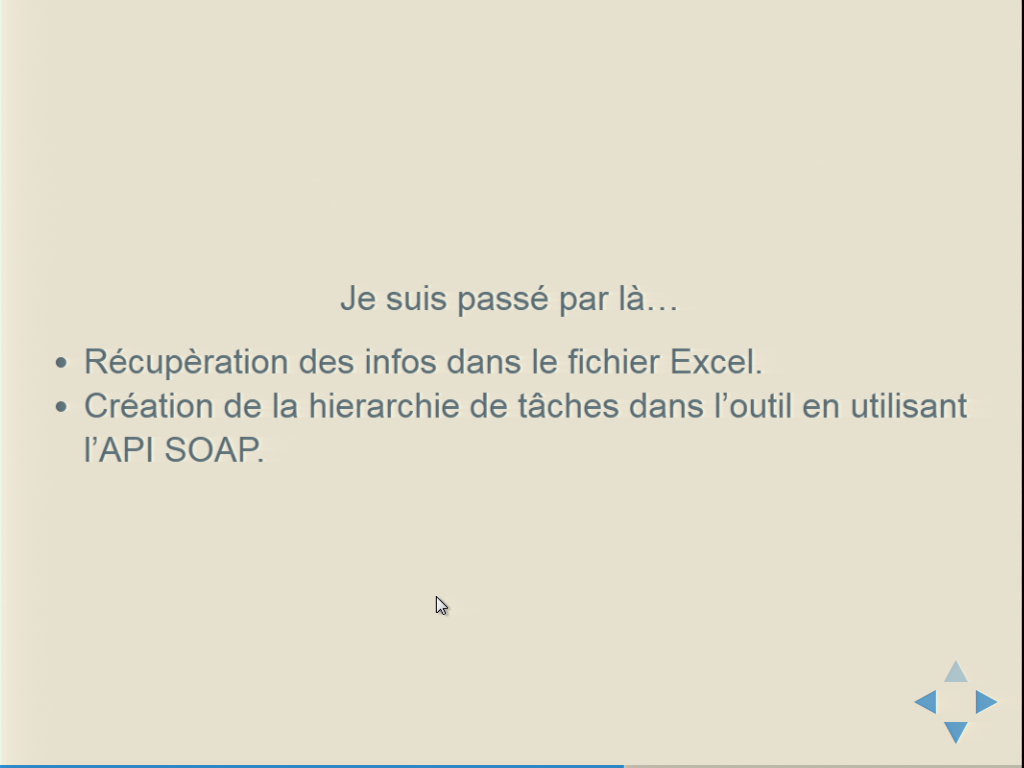 Je suis passé par là…
• Récupèration des infos dans le fichier Excel.
• Création de la hierarchie de tâches dans l’outil en utilisant
l’API SOAP.